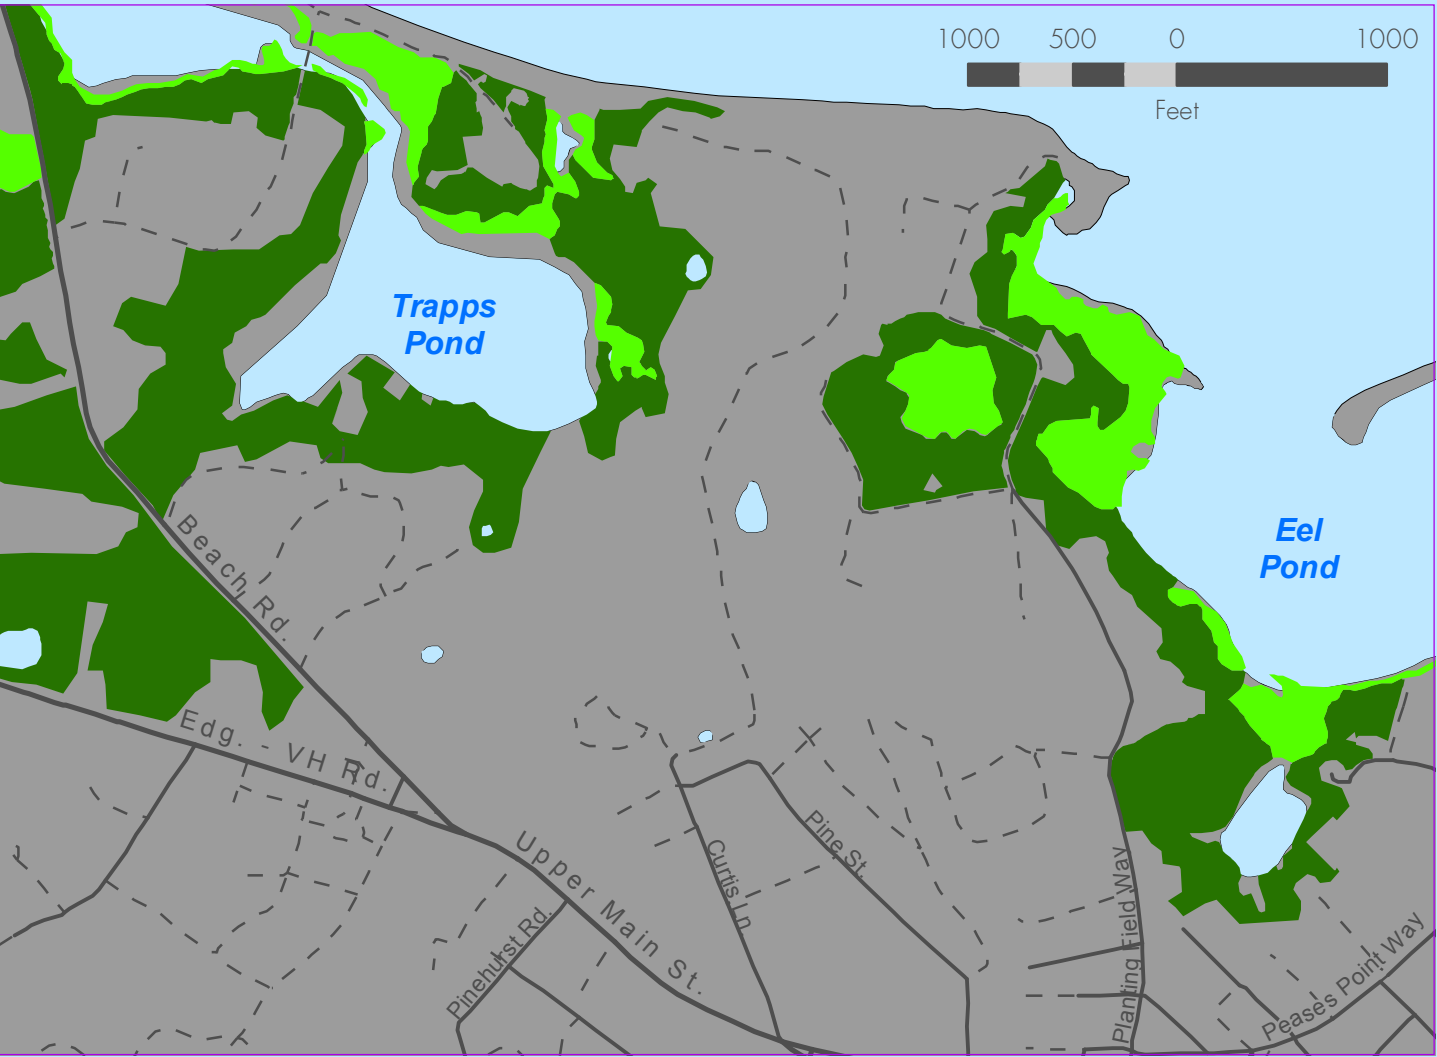 1000 500 0 1000
Feet
Trapps
Pond
Eel
Pond
Beach Rd.
Edg. - VH Rd.
Upper Main St.
Pine St.
Curtis Ln.
Pinehurst Rd.
Planting Field Way
Peases Point Way